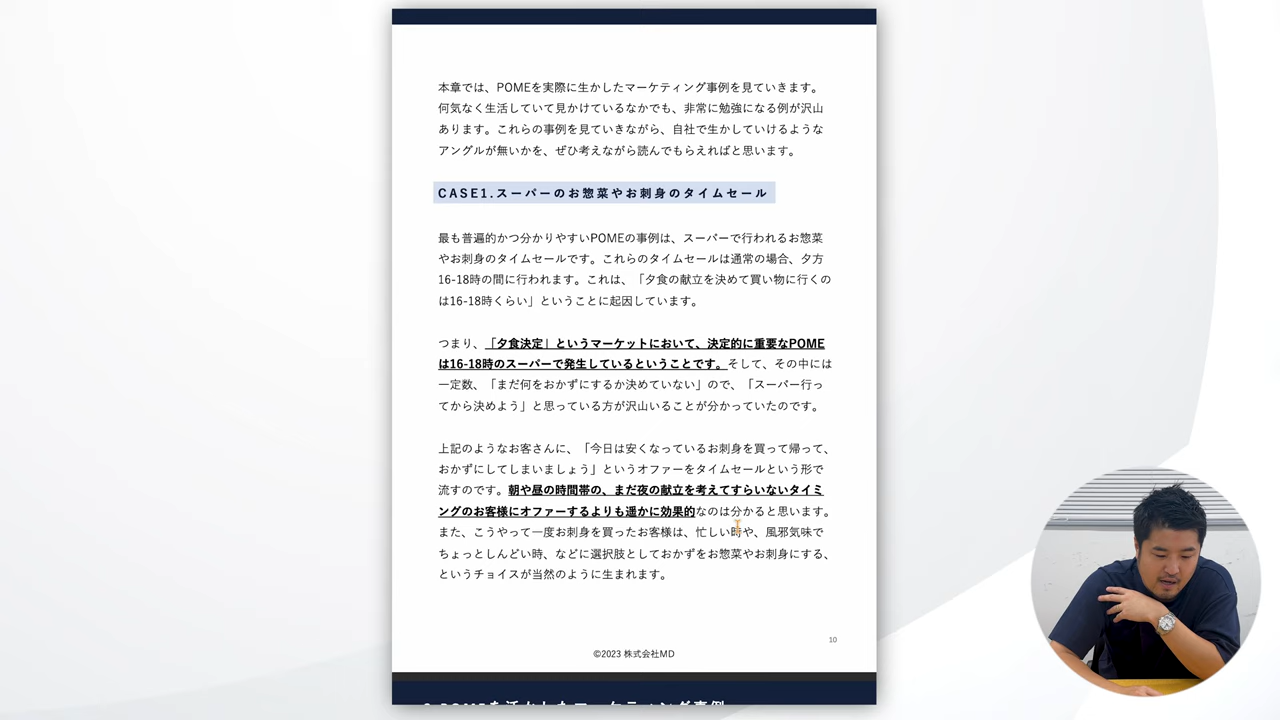 本章では、POMEを実際に生かしたマーケティング事例を見ていきます。
何気なく生活していて見かけているなかでも、非常に勉強になる例が沢山
あります。これらの事例を見ていきながら、自社で生かしていけるような
アングルが無いかを、ぜひ考えながら読んでもらえればと思います。
CASE1.スーパーのお惣菜やお刺身のタイムセール
最も普遍的かつ分かりやすいPOMEの事例は、スーパーで行われるお惣菜
やお刺身のタイムセールです。これらのタイムセールは通常の場合、夕方
16-18時の間に行われます。これは、「夕食の献立を決めて買い物に行くの
は16-18時くらい」ということに起因しています。
つまり、「夕食決定」というマーケットにおいて、決定的に重要なPOME
は16-18時のスーパーで発生しているということです。そして、その中には
一定数、「まだ何をおかずにするか決めていない」ので、「スーパー行っ
てから決めよう」と思っている方が沢山いることが分かっていたのです。
上記のようなお客さんに、「今日は安くなっているお刺身を買って帰って、
おかずにしてしまいましょう」というオファーをタイムセールという形で
流すのです。朝や昼の時間帯の、まだ夜の献立を考えてすらいないタイミ
ングのお客様にオファーするよりも遥かに効果的なのは分かると思います。
また、こうやって一度お刺身を買ったお客様は、忙しい時や、風邪気味で
ちょっとしんどい時、などに選択肢としておかずをお惣菜やお刺身にする、
というチョイスが当然のように生まれます。
10
©2023 株式会社MD
POMEを活かしたマーケティング事例